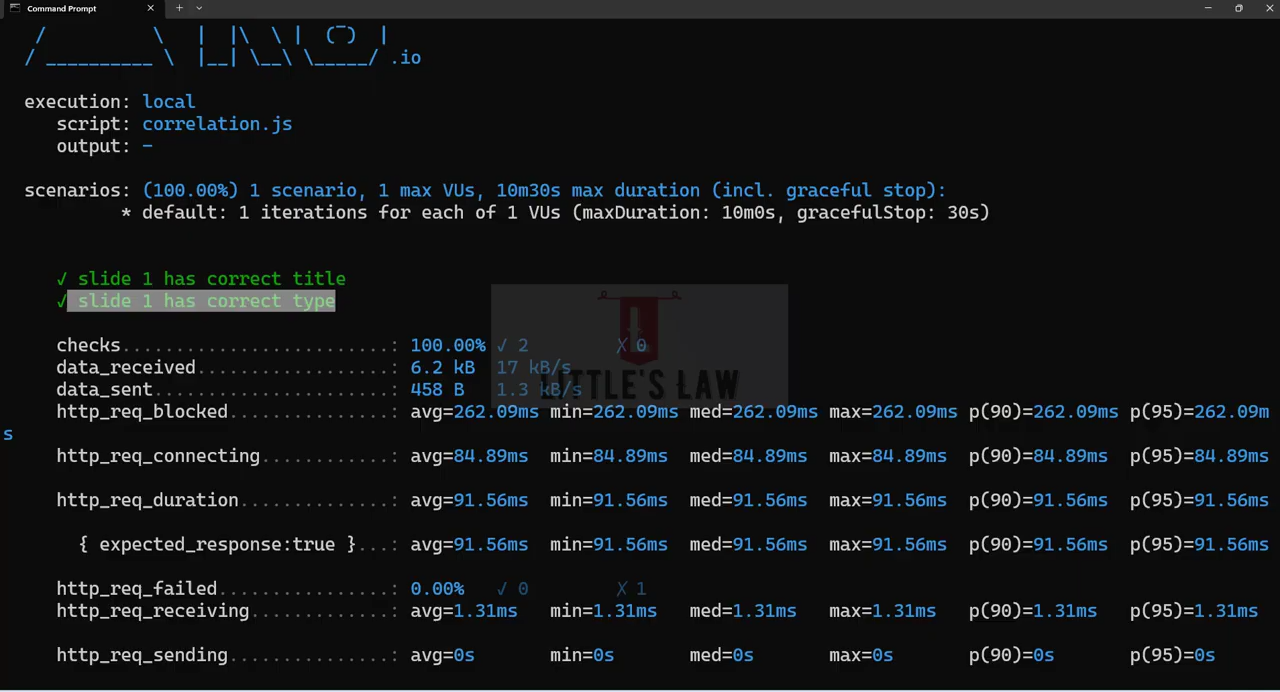 Command Prompt
.io
execution: local
script: correlation.js
output: -
scenarios: (100.00%) 1 scenario, 1 max VUs, 10m30s max duration (incl. graceful stop):
* default: 1 iterations for each of 1 VUs (maxDuration: 10m0s, gracefulStop: 30s)
✓ slide 1 has correct title
✓ slide 1 has correct type
checks.........................: 100.00% ✓ 2 ✗ 0
data_received..................: 6.2 kB 17 kB/s
data_sent......................: 458 B 1.3 kB/s
LITTLE'S LAW
http_req_blocked...............: avg=262.09ms min=262.09ms med=262.09ms max=262.09ms p(90)=262.09ms p(95)=262.09m
s
http_req_connecting............: avg=84.89ms min=84.89ms med=84.89ms max=84.89ms p(90)=84.89ms p(95)=84.89ms
http_req_duration..............: avg=91.56ms min=91.56ms med=91.56ms max=91.56ms p(90)=91.56ms p(95)=91.56ms
{ expected_response:true }...: avg=91.56ms min=91.56ms med=91.56ms max=91.56ms p(90)=91.56ms p(95)=91.56ms
http_req_failed................: 0.00% ✓ 0 ✗ 1
http_req_receiving.............: avg=1.31ms min=1.31ms med=1.31ms max=1.31ms p(90)=1.31ms p(95)=1.31ms
http_req_sending...............: avg=0s min=0s med=0s max=0s p(90)=0s p(95)=0s